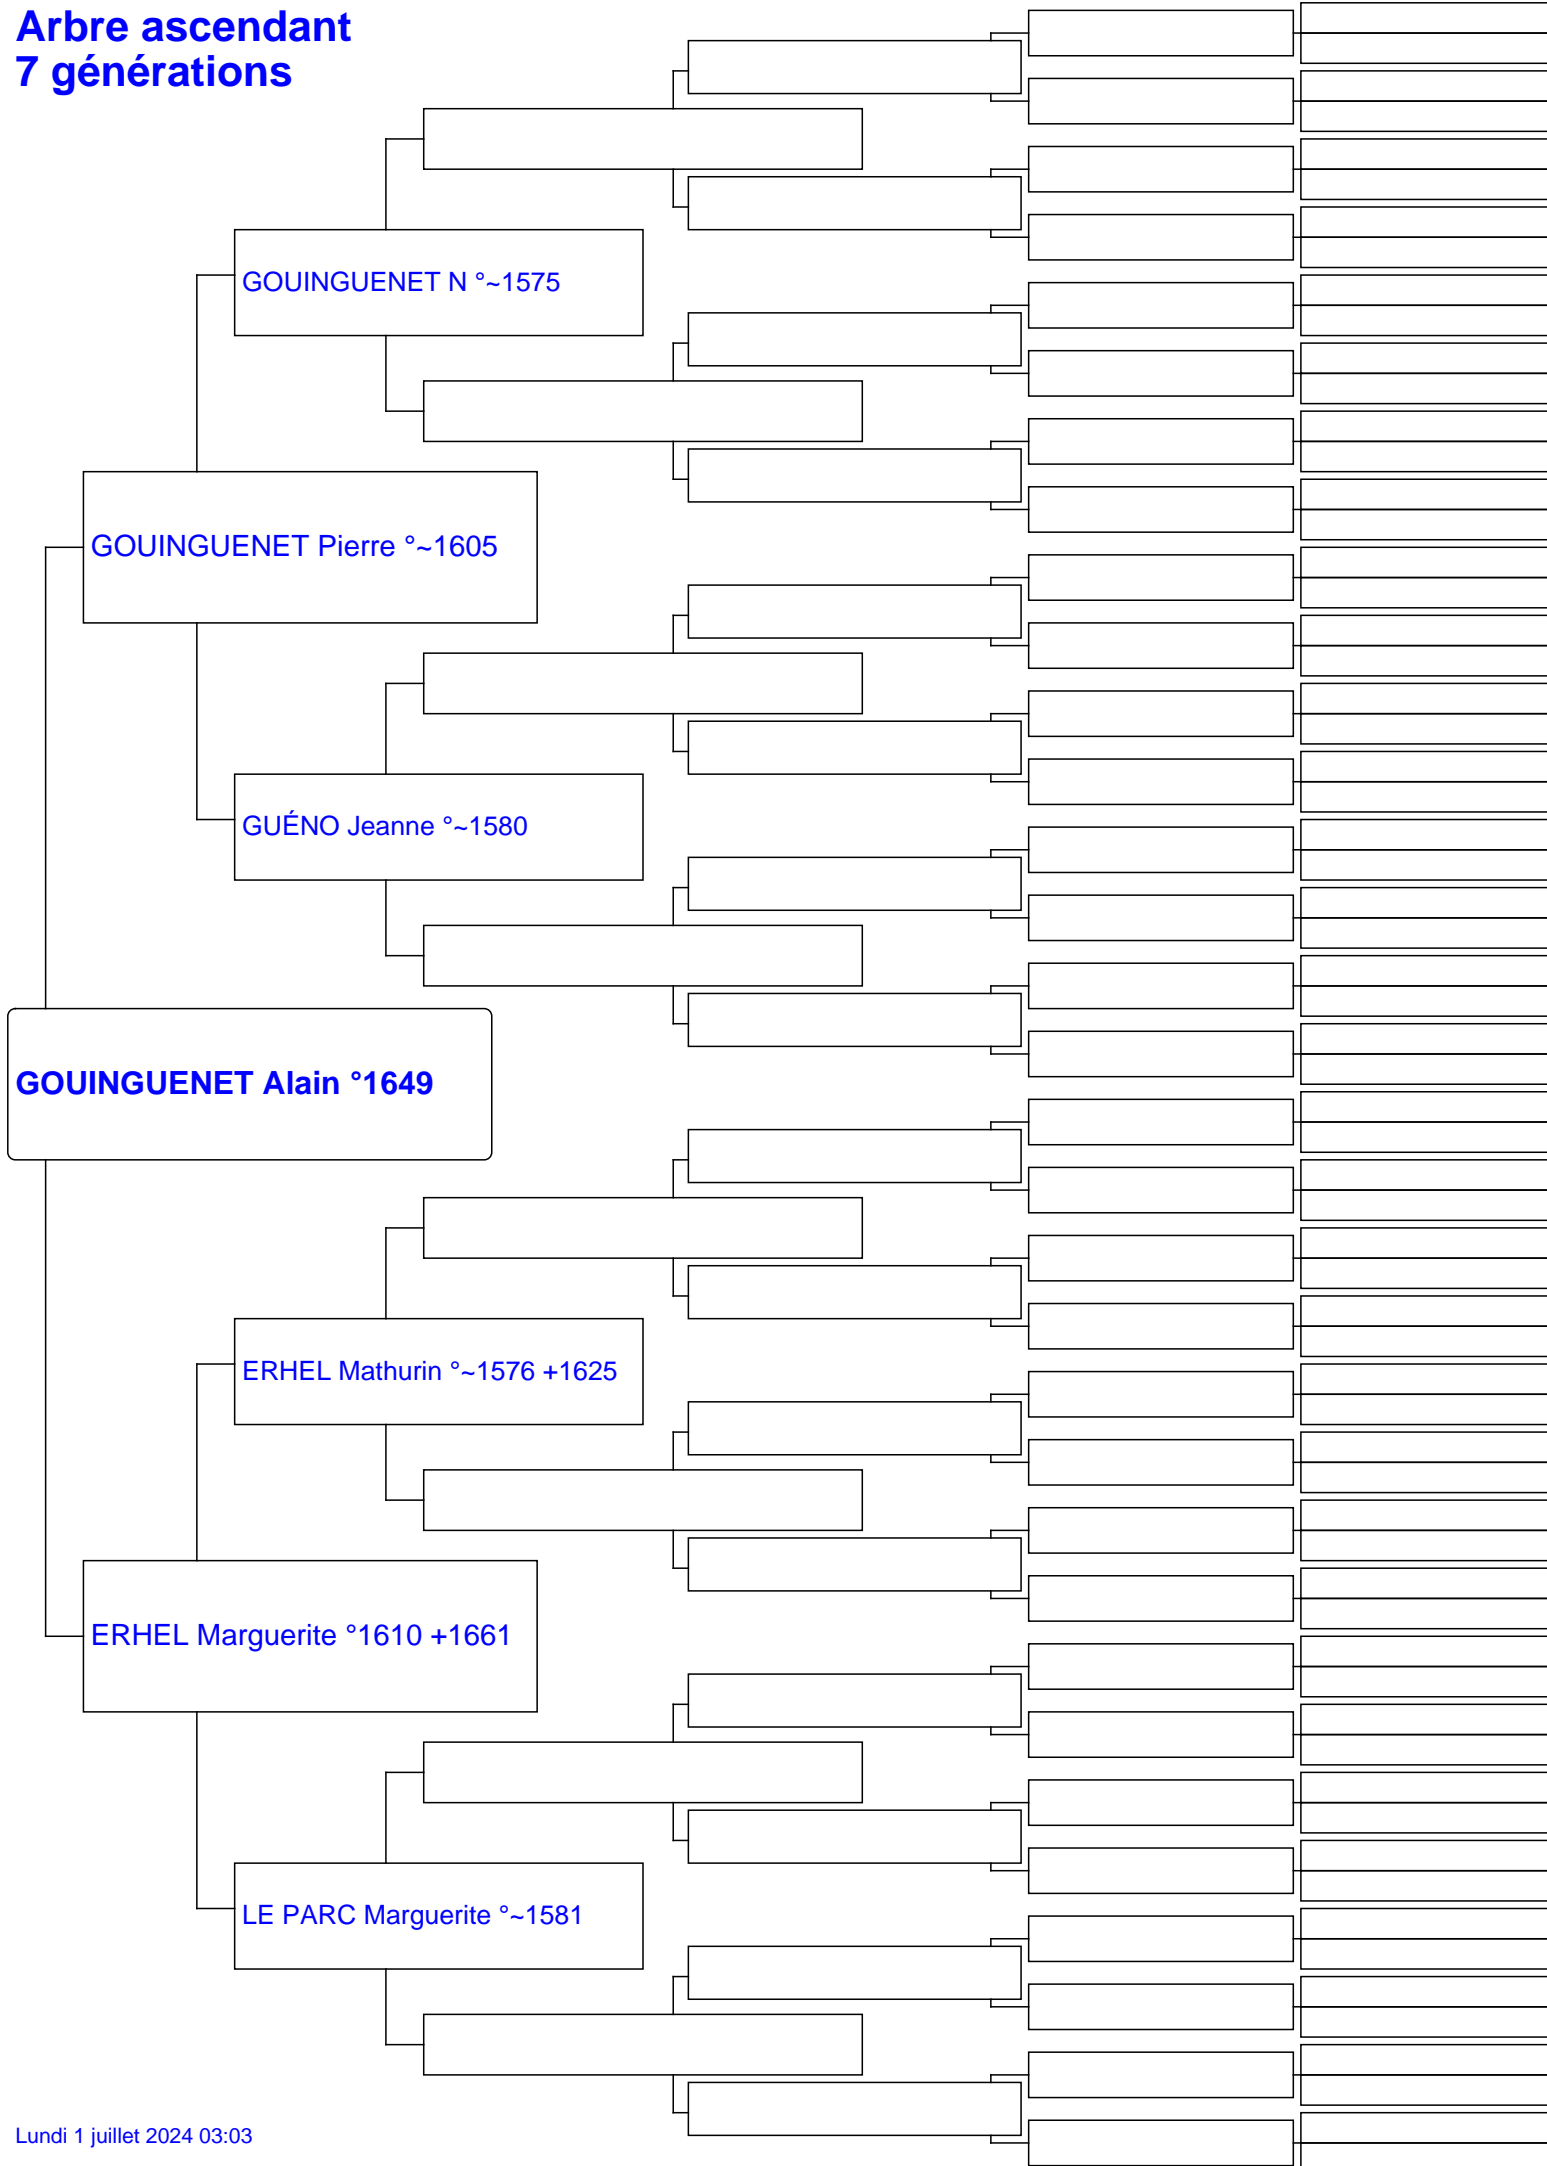 Arbre ascendant
7 générations
GOUINGUENET N °~1575
GOUINGUENET Pierre °~1605
GUÉNO Jeanne °~1580
GOUINGUENET Alain °1649
ERHEL Mathurin °~1576 +1625
ERHEL Marguerite °1610 +1661
LE PARC Marguerite °~1581
Lundi 1 juillet 2024 03:03